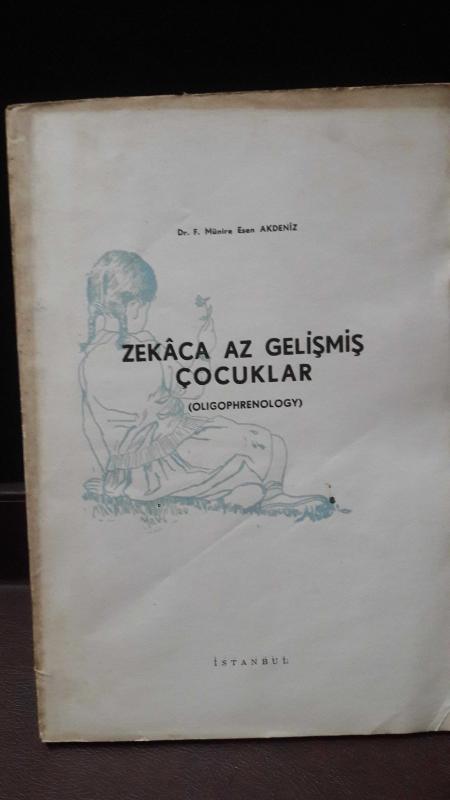 Dr. F. Münire Esen AKDENİZ
ZEKÂCA AZ GELİŞMİŞ
ÇOCUKLAR
(OLIGOPHRENOLOGY)
İSTANBUL